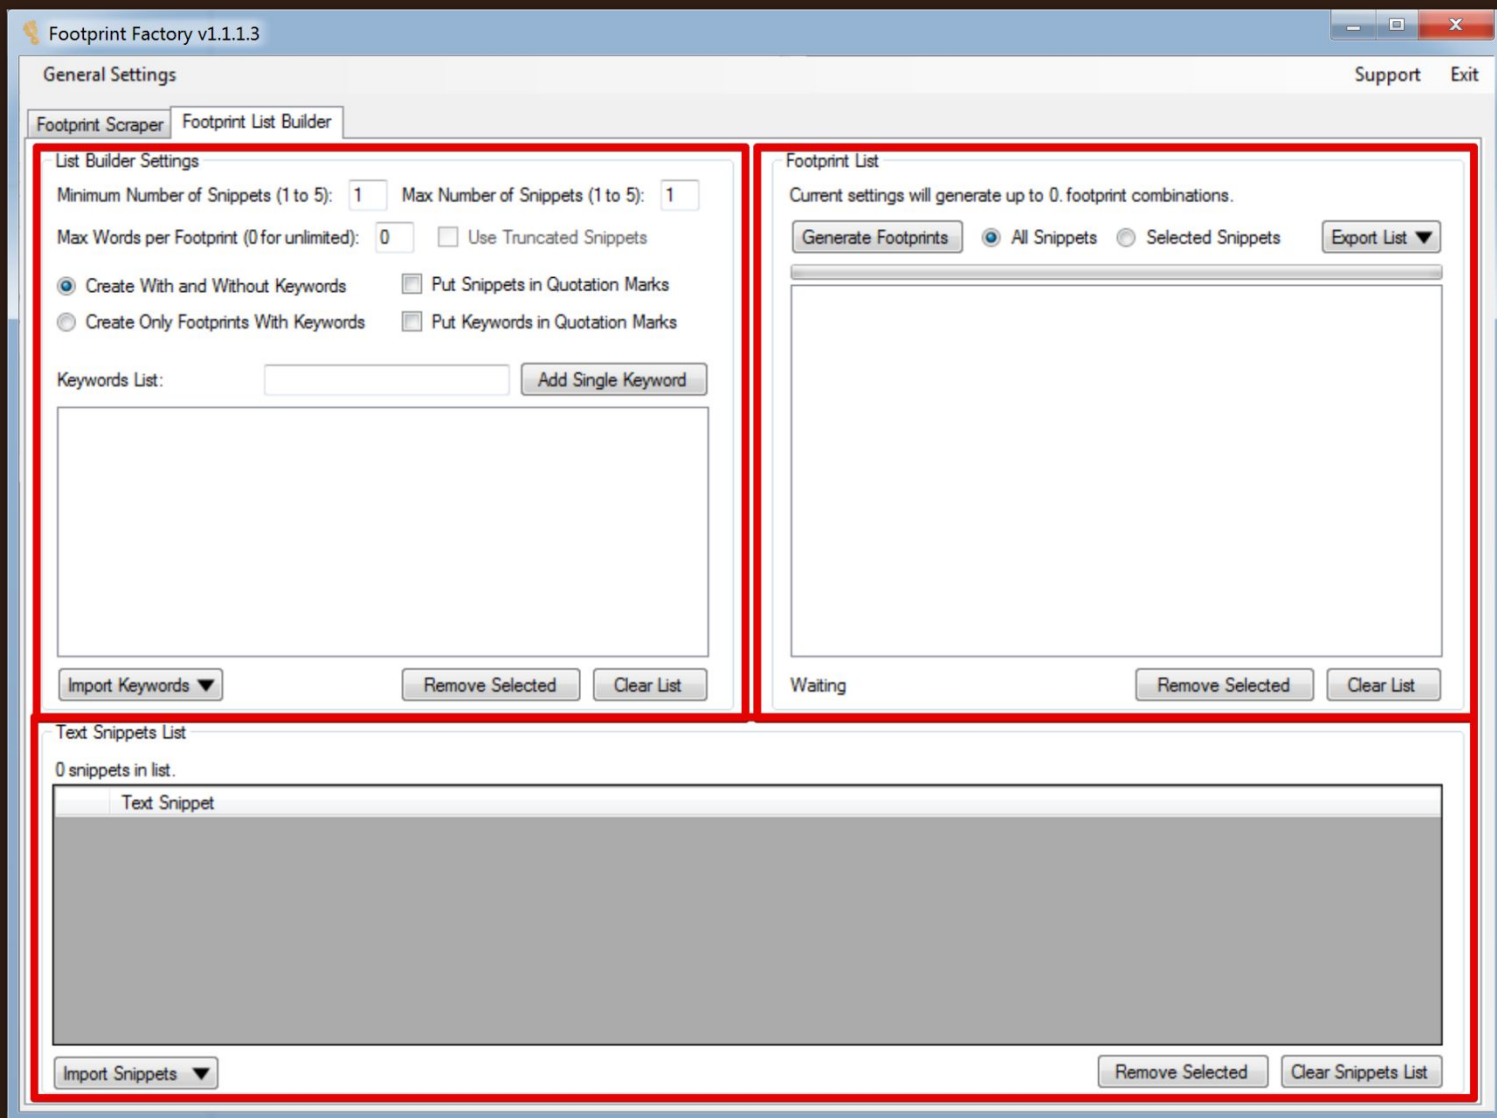 Footprint Factory v1.1.1.3
General Settings
Support
Exit
Footprint Scraper
Footprint List Builder
List Builder Settings
Minimum Number of Snippets (1 to 5): 1
Max Number of Snippets (1 to 5): 1
Max Words per Footprint (0 for unlimited): 0
Use Truncated Snippets
Create With and Without Keywords
Put Snippets in Quotation Marks
Create Only Footprints With Keywords
Put Keywords in Quotation Marks
Keywords List:
Add Single Keyword
Import Keywords
Remove Selected
Clear List
Footprint List
Current settings will generate up to 0. footprint combinations.
Generate Footprints
All Snippets
Selected Snippets
Export List
Waiting
Remove Selected
Clear List
Text Snippets List
0 snippets in list.
Text Snippet
Import Snippets
Remove Selected
Clear Snippets List